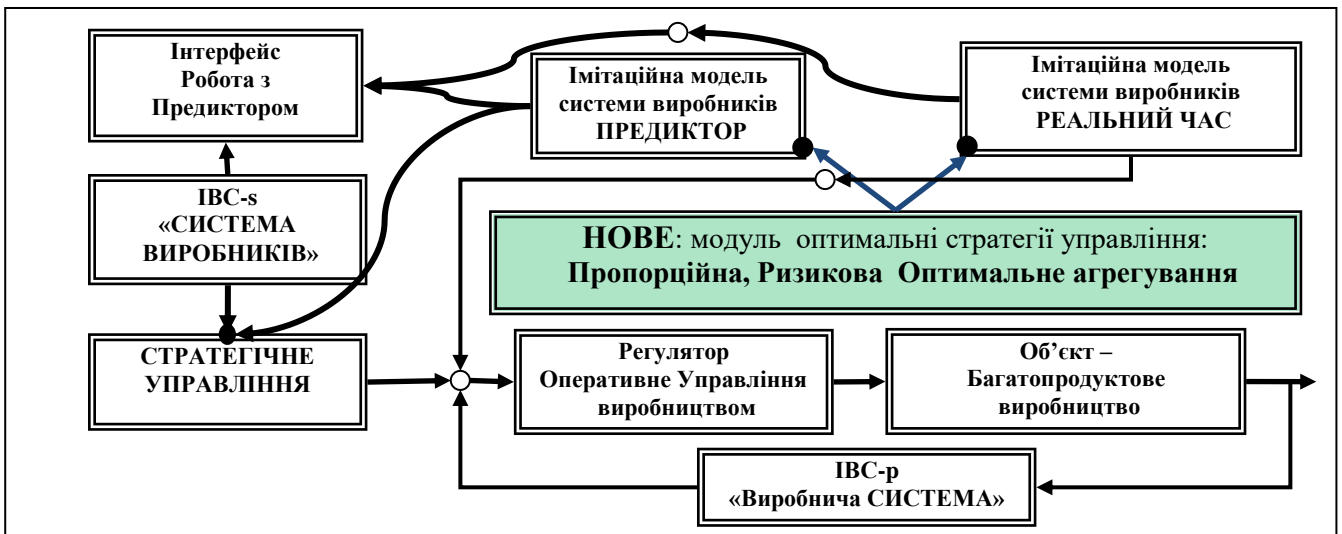 Інтерфейс
Робота з
Предиктором
Імітаційна модель
системи виробників
ПРЕДИКТОР
Імітаційна модель
системи виробників
РЕАЛЬНИЙ ЧАС
ІВС-s
«СИСТЕМА
ВИРОБНИКІВ»
НОВЕ: модуль оптимальні стратегії управління:
Пропорційна, Ризикова Оптимальне агрегування
СТРАТЕГІЧНЕ
УПРАВЛІННЯ
Регулятор
Оперативне Управління
виробництвом
Об’єкт –
Багатопродуктове
виробництво
ІВС-р
«Виробнича СИСТЕМА»